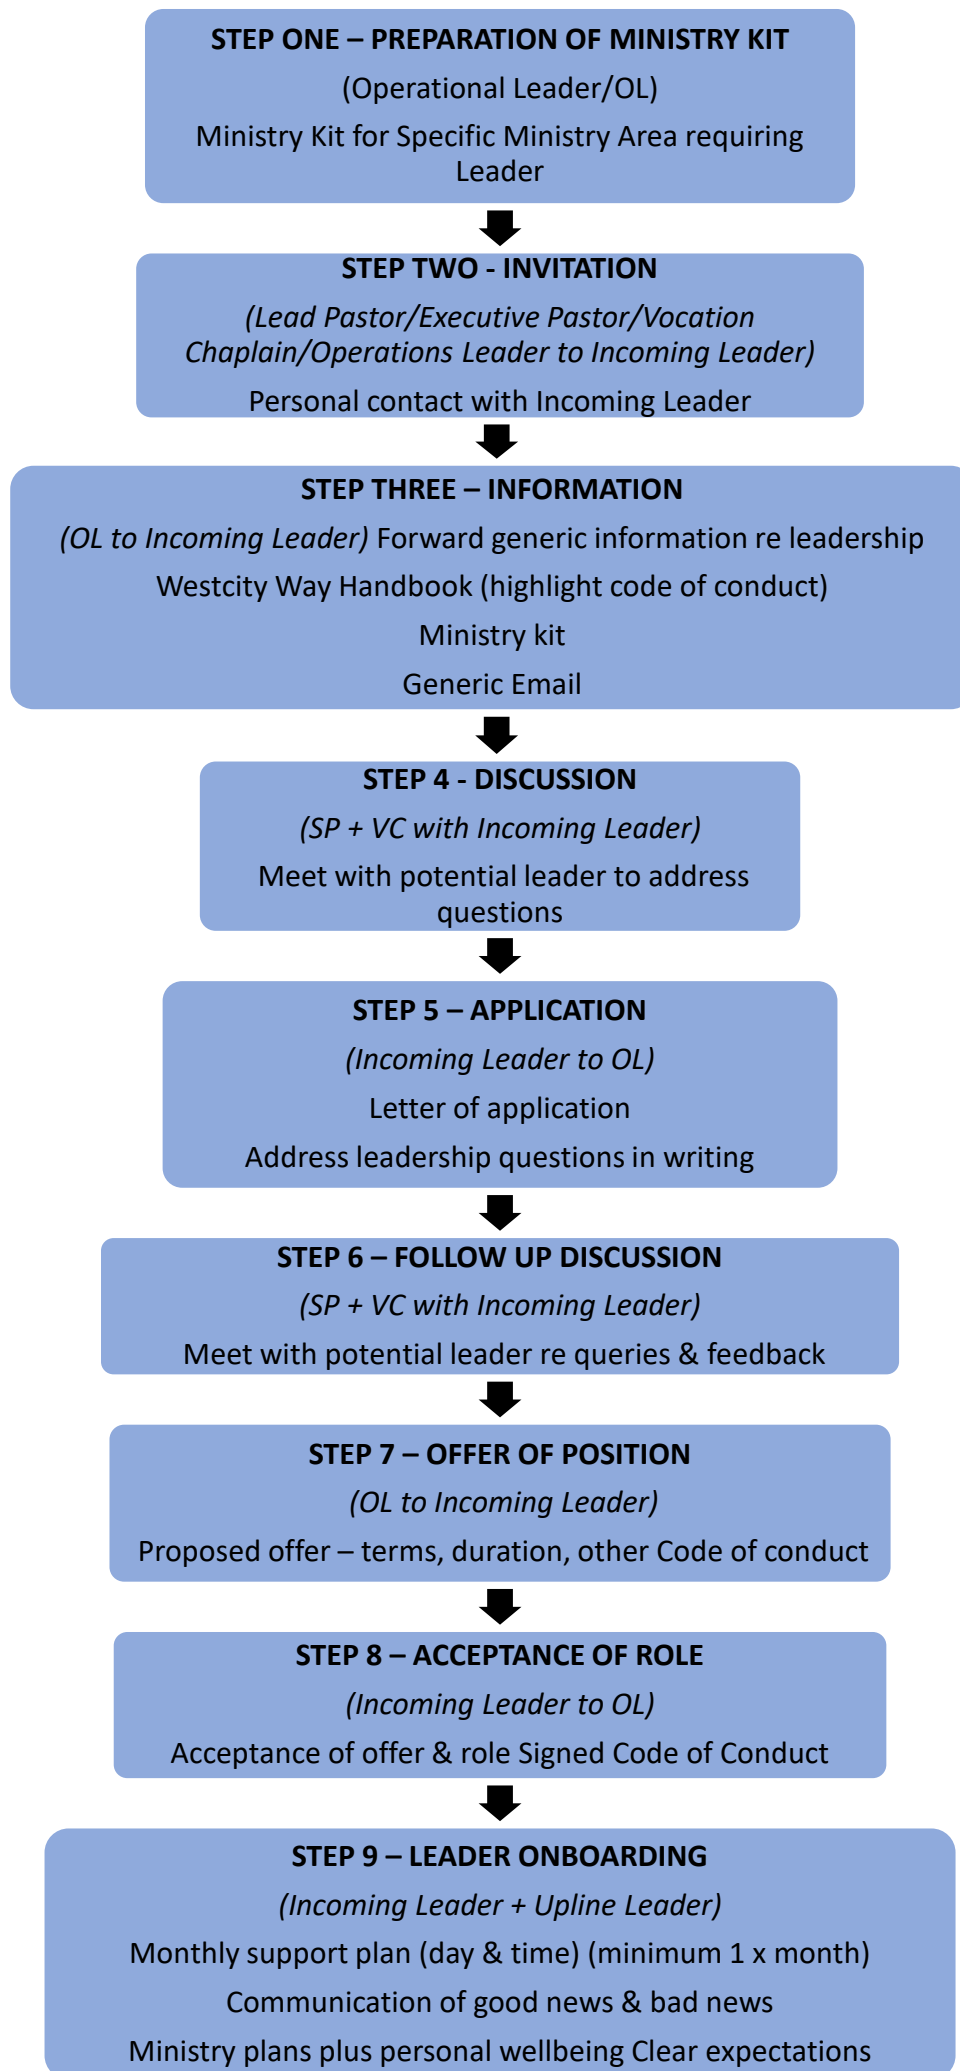 STEP ONE – PREPARATION OF MINISTRY KIT
(Operational Leader/OL)
Ministry Kit for Specific Ministry Area requiring
Leader
STEP TWO - INVITATION
(Lead Pastor/Executive Pastor/Vocation
Chaplain/Operations Leader to Incoming Leader)
Personal contact with Incoming Leader
STEP THREE – INFORMATION
(OL to Incoming Leader) Forward generic information re leadership
Westcity Way Handbook (highlight code of conduct)
Ministry kit
Generic Email
STEP 4 - DISCUSSION
(SP + VC with Incoming Leader)
Meet with potential leader to address
questions
STEP 5 – APPLICATION
(Incoming Leader to OL)
Letter of application
Address leadership questions in writing
STEP 6 – FOLLOW UP DISCUSSION
(SP + VC with Incoming Leader)
Meet with potential leader re queries & feedback
STEP 7 – OFFER OF POSITION
(OL to Incoming Leader)
Proposed offer – terms, duration, other Code of conduct
STEP 8 – ACCEPTANCE OF ROLE
(Incoming Leader to OL)
Acceptance of offer & role Signed Code of Conduct
STEP 9 – LEADER ONBOARDING
(Incoming Leader + Upline Leader)
Monthly support plan (day & time) (minimum 1 x month)
Communication of good news & bad news
Ministry plans plus personal wellbeing Clear expectations